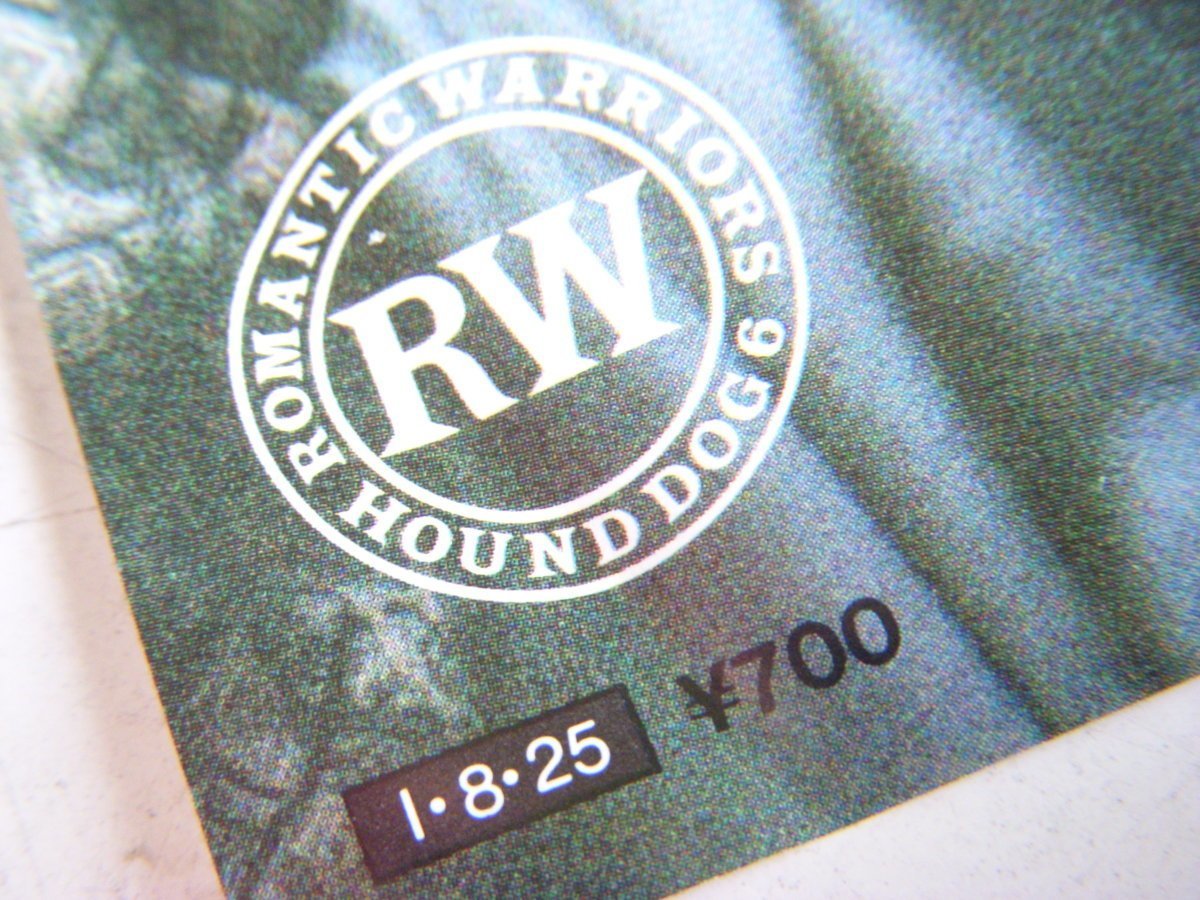 ROMANTIC WARRIORS
RW
HOUND DOG 6
¥700
1・8・25